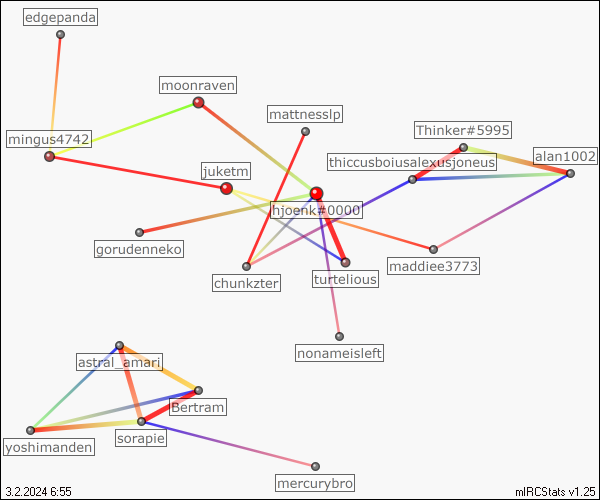 edgepanda
moonraven
mattnesslp
mingus4742
Thinker#5995
thiccusboiusalexusjoneus
alan1002
juketm
hjoenk#0000
gorudenneko
maddiee3773
chunkzter
turtelious
nonameisleft
astral_amari
Bertram
yoshimanden
sorapie
mercurybro
3.2.2024 6:55
mIRCStats v1.25